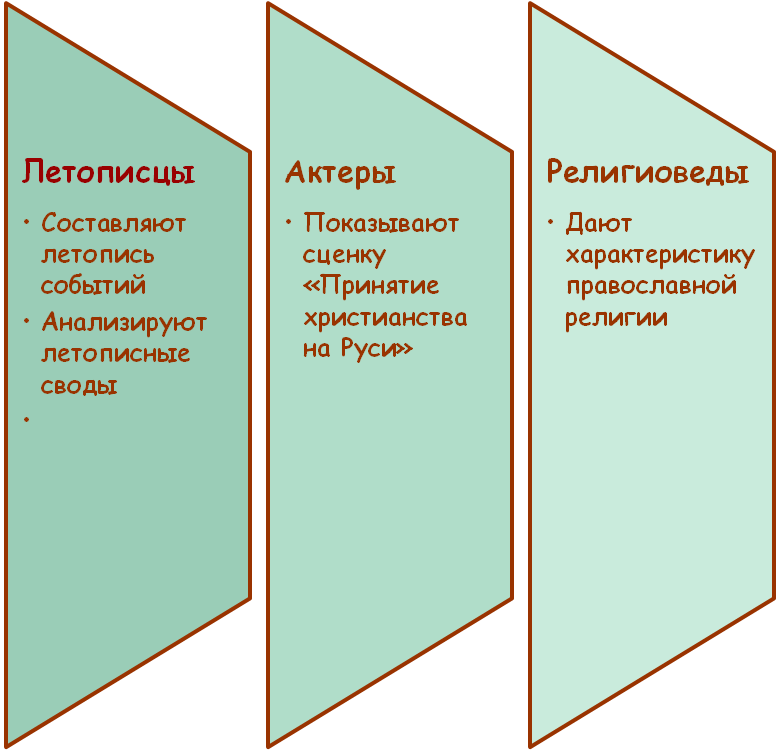 Летописцы
• Составляют
летопись
событий
• Анализируют
летописные
своды
•
Актеры
• Показывают
сценку
«Принятие
христианства
на Руси»
Религиоведы
• Дают
характеристику
православной
религии